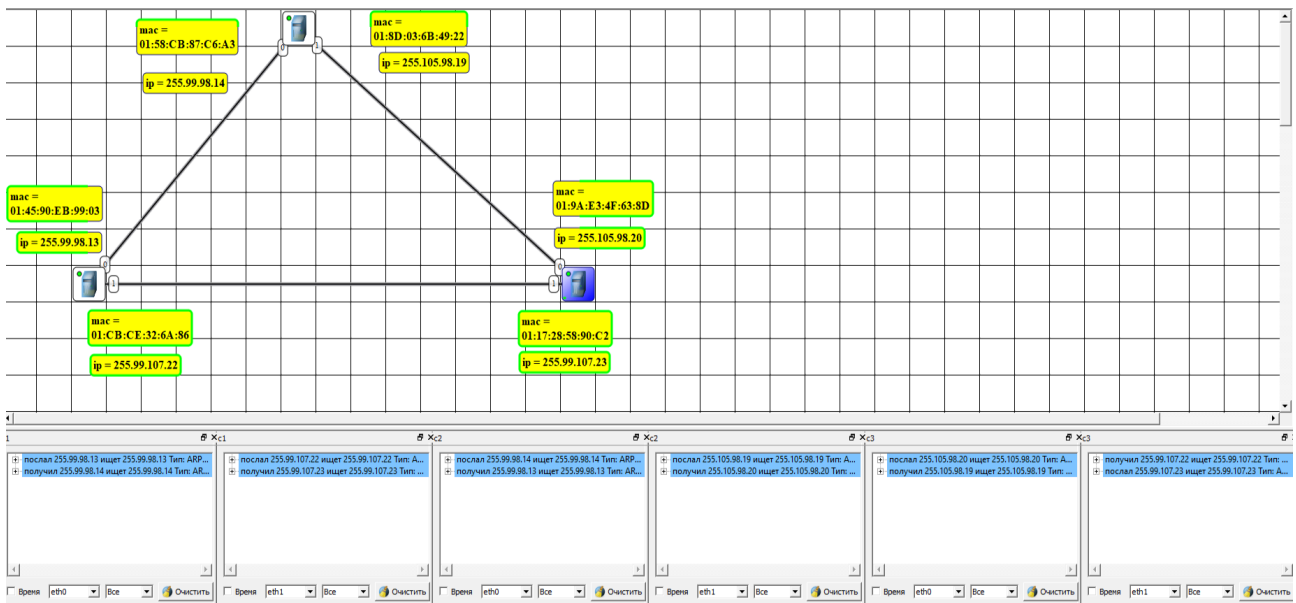 mac =
01:58:CB:87:C6:A3
ip = 255.99.98.14
0
1
mac =
01:8D:03:6B:49:22
ip = 255.105.98.19
mac =
01:45:90:EB:99:03
ip = 255.99.98.13
0
1
mac =
01:9A:E3:4F:63:8D
ip = 255.105.98.20
0
1
mac =
01:CB:CE:32:6A:86
ip = 255.99.107.22
mac =
01:17:28:58:90:C2
ip = 255.99.107.23
1
c1
c2
c2
c3
c3
послал 255.99.98.13 ищет 255.99.98.13 Тип: ARP...
получил 255.99.98.14 ищет 255.99.98.14 Тип: AR...
Время eth0 Все Очистить
послал 255.99.107.22 ищет 255.99.107.22 Тип: A...
получил 255.99.107.23 ищет 255.99.107.23 Тип: ...
Время eth1 Все Очистить
послал 255.99.98.14 ищет 255.99.98.14 Тип: ARP...
получил 255.99.98.13 ищет 255.99.98.13 Тип: AR...
Время eth0 Все Очистить
послал 255.105.98.19 ищет 255.105.98.19 Тип: A...
получил 255.105.98.20 ищет 255.105.98.20 Тип: ...
Время eth1 Все Очистить
послал 255.105.98.20 ищет 255.105.98.20 Тип: A...
получил 255.105.98.19 ищет 255.105.98.19 Тип: ...
Время eth0 Все Очистить
получил 255.99.107.22 ищет 255.99.107.22 Тип: ...
послал 255.99.107.23 ищет 255.99.107.23 Тип: A...
Время eth1 Все Очистить